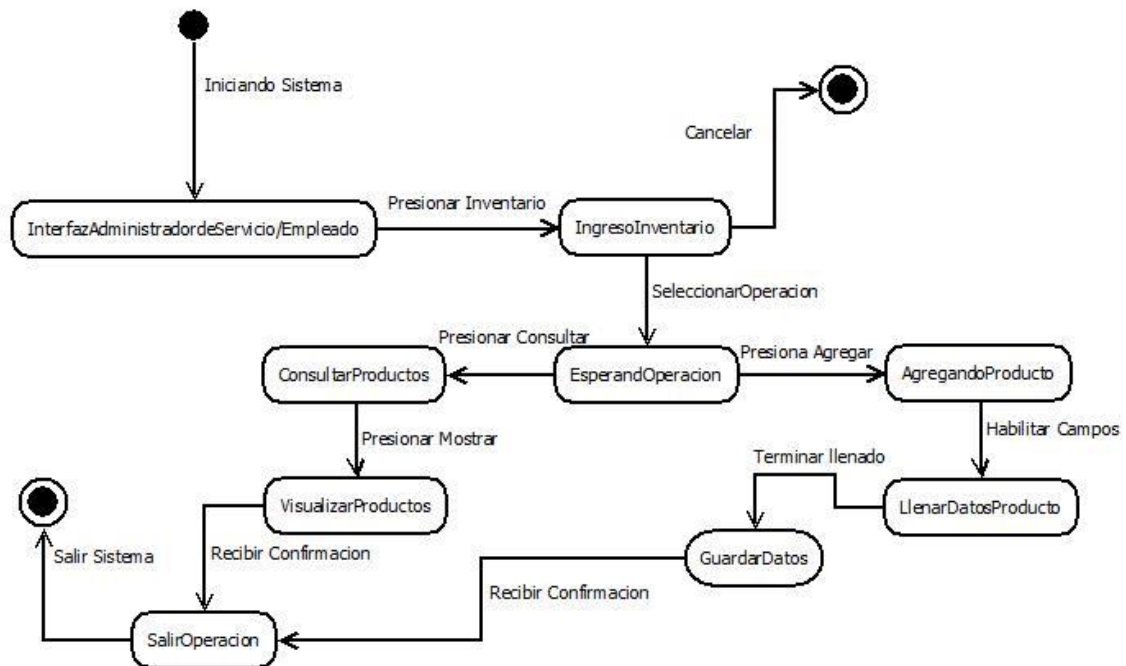 Iniciando Sistema
Cancelar
InterfazAdministradordeServicio/Empleado
Presionar Inventario
IngresoInventario
SeleccionarOperacion
Presionar Consultar
ConsultarProductos
EsperandOperacion
Presiona Agregar
AgregandoProducto
Presionar Mostrar
Habilitar Campos
Terminar llenado
VisualizarProductos
LlenarDatosProducto
Salir Sistema
Recibir Confirmacion
GuardarDatos
Recibir Confirmacion
SalirOperacion